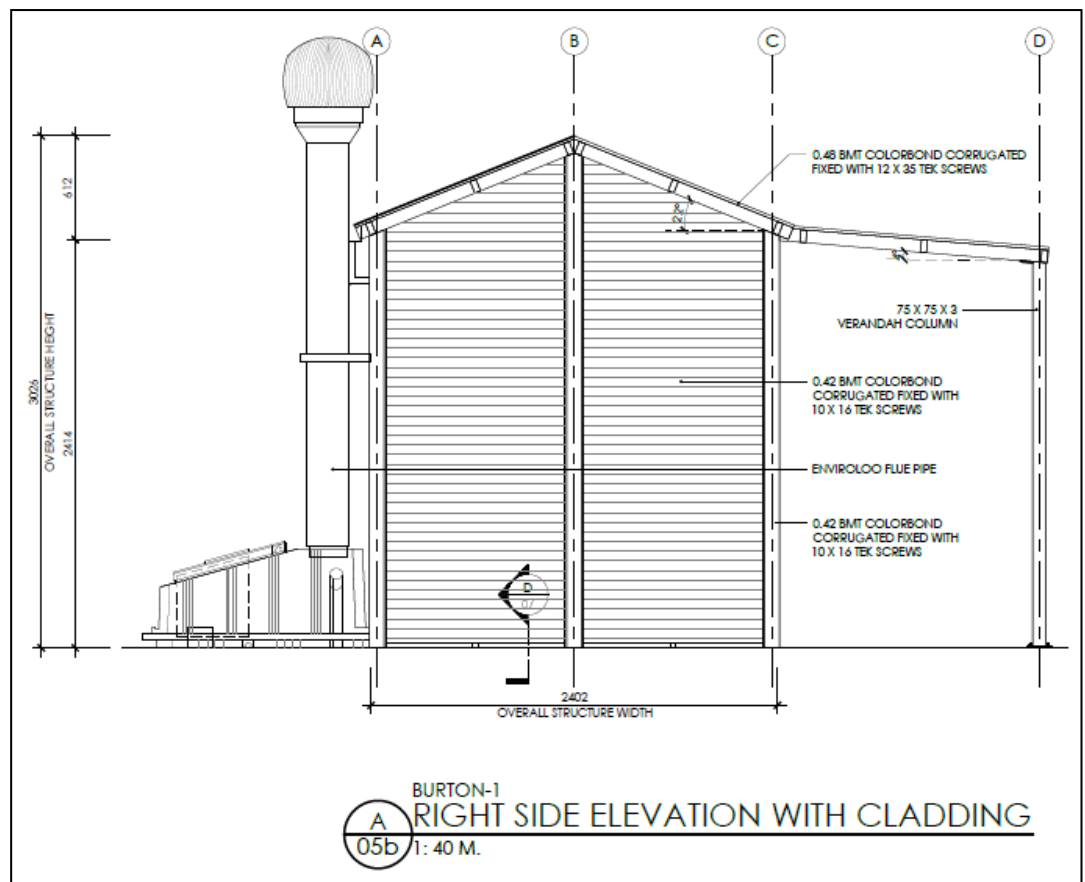 A
B
C
D
0.48 BMT COLORBOND CORRUGATED
FIXED WITH 12 X 35 TEK SCREWS
612
22°
5°
3026
OVERALL STRUCTURE HEIGHT
2414
75 X 75 X 3
VERANDAH COLUMN
0.42 BMT COLORBOND
CORRUGATED FIXED WITH
10 X 16 TEK SCREWS
ENVIROLOO FLUE PIPE
0.42 BMT COLORBOND
CORRUGATED FIXED WITH
10 X 16 TEK SCREWS
D
07
2402
OVERALL STRUCTURE WIDTH
BURTON-1
A
RIGHT SIDE ELEVATION WITH CLADDING
05b
1: 40 M.